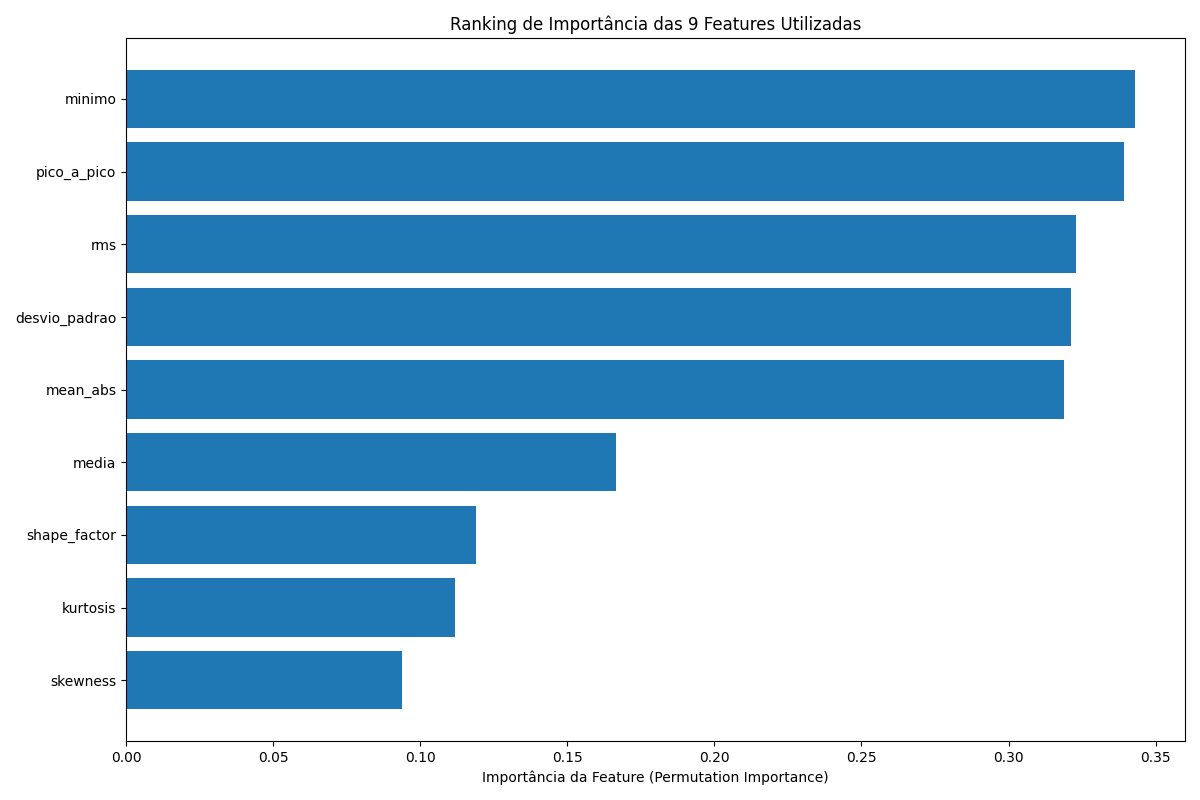 Ranking de Importância das 9 Features Utilizadas
minimo
pico_a_pico
rms
desvio_padrao
mean_abs
media
shape_factor
kurtosis
skewness
0.00 0.05 0.10 0.15 0.20 0.25 0.30 0.35
Importância da Feature (Permutation Importance)